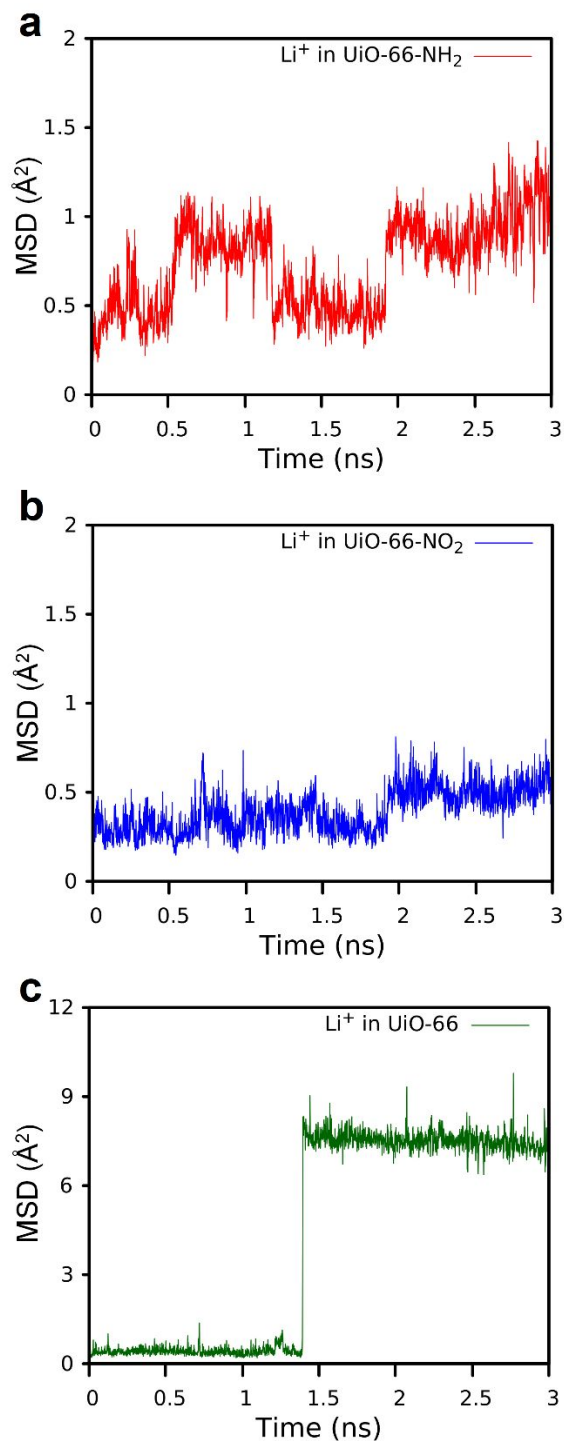 a
2
Li⁺ in UiO-66-NH₂
1.5
1
0.5
0
MSD (Å²)
0 0.5 1 1.5 2 2.5 3
Time (ns)
b
2
Li⁺ in UiO-66-NO₂
1.5
1
0.5
0
MSD (Å²)
0 0.5 1 1.5 2 2.5 3
Time (ns)
c
12
Li⁺ in UiO-66
9
6
3
0
MSD (Å²)
0 0.5 1 1.5 2 2.5 3
Time (ns)